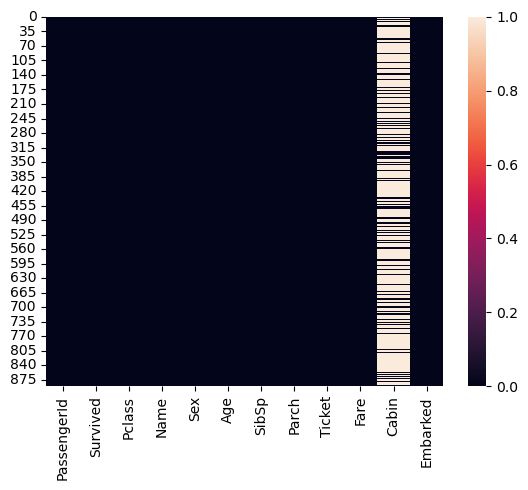 0
35
70
105
140
175
210
245
280
315
350
385
420
455
490
525
560
595
630
665
700
735
770
805
840
875
PassengerId
Survived
Pclass
Name
Sex
Age
SibSp
Parch
Ticket
Fare
Cabin
Embarked
1.0
0.8
0.6
0.4
0.2
0.0